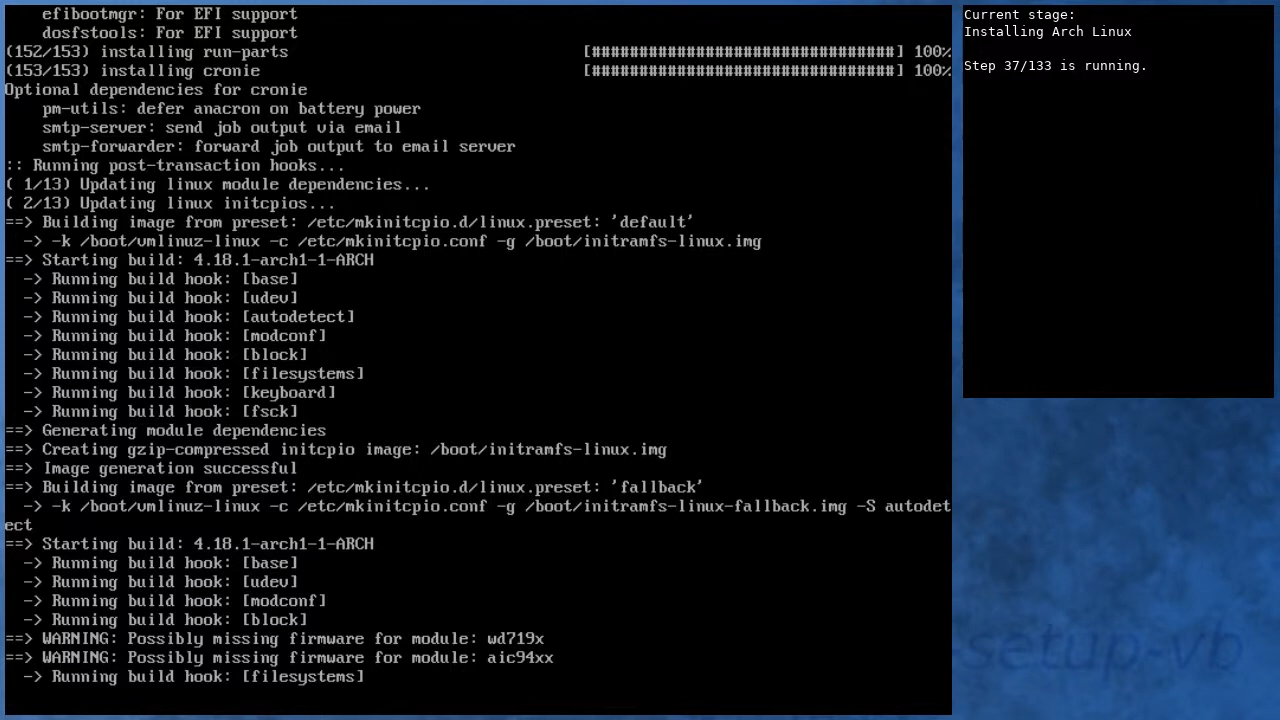 efibootmgr: For EFI support
    dosfstools: For EFI support
(152/153) installing run-parts                               [################################] 100%
(153/153) installing cronie                                  [################################] 100%
Optional dependencies for cronie
    pm-utils: defer anacron on battery power
    smtp-server: send job output via email
    smtp-forwarder: forward job output to email server
:: Running post-transaction hooks...
( 1/13) Updating linux module dependencies...
( 2/13) Updating linux initcpios...
==> Building image from preset: /etc/mkinitcpio.d/linux.preset: 'default'
  -> -k /boot/vmlinuz-linux -c /etc/mkinitcpio.conf -g /boot/initramfs-linux.img
==> Starting build: 4.18.1-arch1-1-ARCH
  -> Running build hook: [base]
  -> Running build hook: [udev]
  -> Running build hook: [autodetect]
  -> Running build hook: [modconf]
  -> Running build hook: [block]
  -> Running build hook: [filesystems]
  -> Running build hook: [keyboard]
  -> Running build hook: [fsck]
==> Generating module dependencies
==> Creating gzip-compressed initcpio image: /boot/initramfs-linux.img
==> Image generation successful
==> Building image from preset: /etc/mkinitcpio.d/linux.preset: 'fallback'
  -> -k /boot/vmlinuz-linux -c /etc/mkinitcpio.conf -g /boot/initramfs-linux-fallback.img -S autodet
ect
==> Starting build: 4.18.1-arch1-1-ARCH
  -> Running build hook: [base]
  -> Running build hook: [udev]
  -> Running build hook: [modconf]
  -> Running build hook: [block]
==> WARNING: Possibly missing firmware for module: wd719x
==> WARNING: Possibly missing firmware for module: aic94xx
  -> Running build hook: [filesystems]
Current stage:
Installing Arch Linux
Step 37/133 is running.
-setup-vb